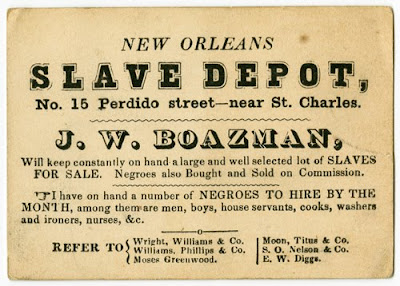 NEW ORLEANS
SLAVE DEPOT,
No. 15 Perdido street—near St. Charles.
J. W. BOAZMAN,
Will keep constantly on hand a large and well selected lot of SLAVES
FOR SALE. Negroes also Bought and Sold on Commission.
☞I have on hand a number of NEGROES TO HIRE BY THE
MONTH, among them are men, boys, house servants, cooks, washers
and ironers, nurses, &c.
REFER TO { Wright, Williams & Co. | Moon, Titus & Co.
Williams, Phillips & Co. | S. O. Nelson & Co.
Moses Greenwood. | E. W. Diggs.